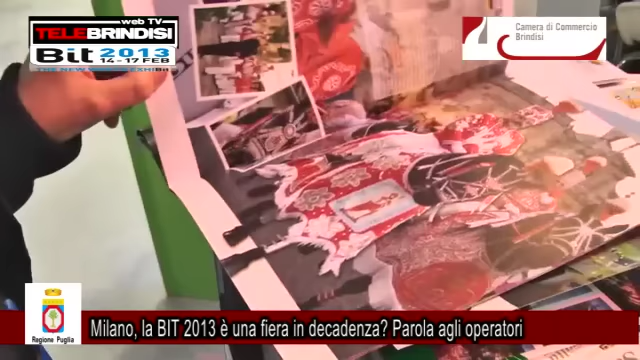 web TV
TELEBRINDISI
Bit 2013
14 - 17 FEB
Camera di Commercio
Brindisi
Regione Puglia
Milano, la BIT 2013 è una fiera in decadenza? Parola agli operatori